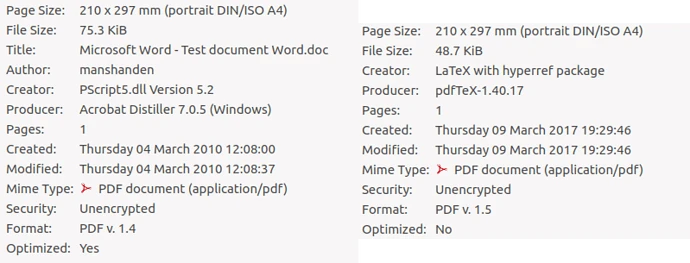 Page Size: 210 x 297 mm (portrait DIN/ISO A4)
File Size: 75.3 KiB
Title: Microsoft Word - Test document Word.doc
Author: manshanden
Creator: PScript5.dll Version 5.2
Producer: Acrobat Distiller 7.0.5 (Windows)
Pages: 1
Created: Thursday 04 March 2010 12:08:00
Modified: Thursday 04 March 2010 12:08:37
Mime Type: PDF document (application/pdf)
Security: Unencrypted
Format: PDF v. 1.4
Optimized: Yes
Page Size: 210 x 297 mm (portrait DIN/ISO A4)
File Size: 48.7 KiB
Creator: LaTeX with hyperref package
Producer: pdfTeX-1.40.17
Pages: 1
Created: Thursday 09 March 2017 19:29:46
Modified: Thursday 09 March 2017 19:29:46
Mime Type: PDF document (application/pdf)
Security: Unencrypted
Format: PDF v. 1.5
Optimized: No